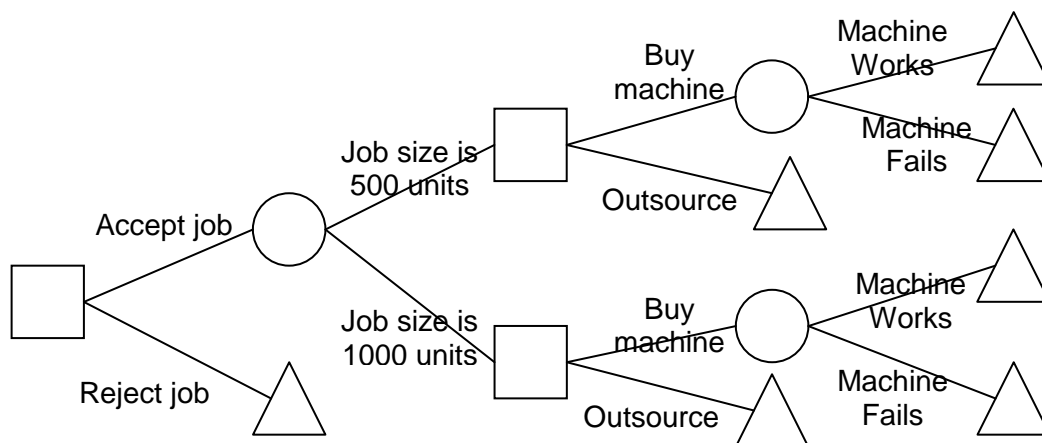 Machine
Works
Buy
machine
Machine
Fails
Job size is
500 units
Outsource
Accept job
Machine
Works
Buy
machine
Job size is
1000 units
Machine
Fails
Reject job
Outsource